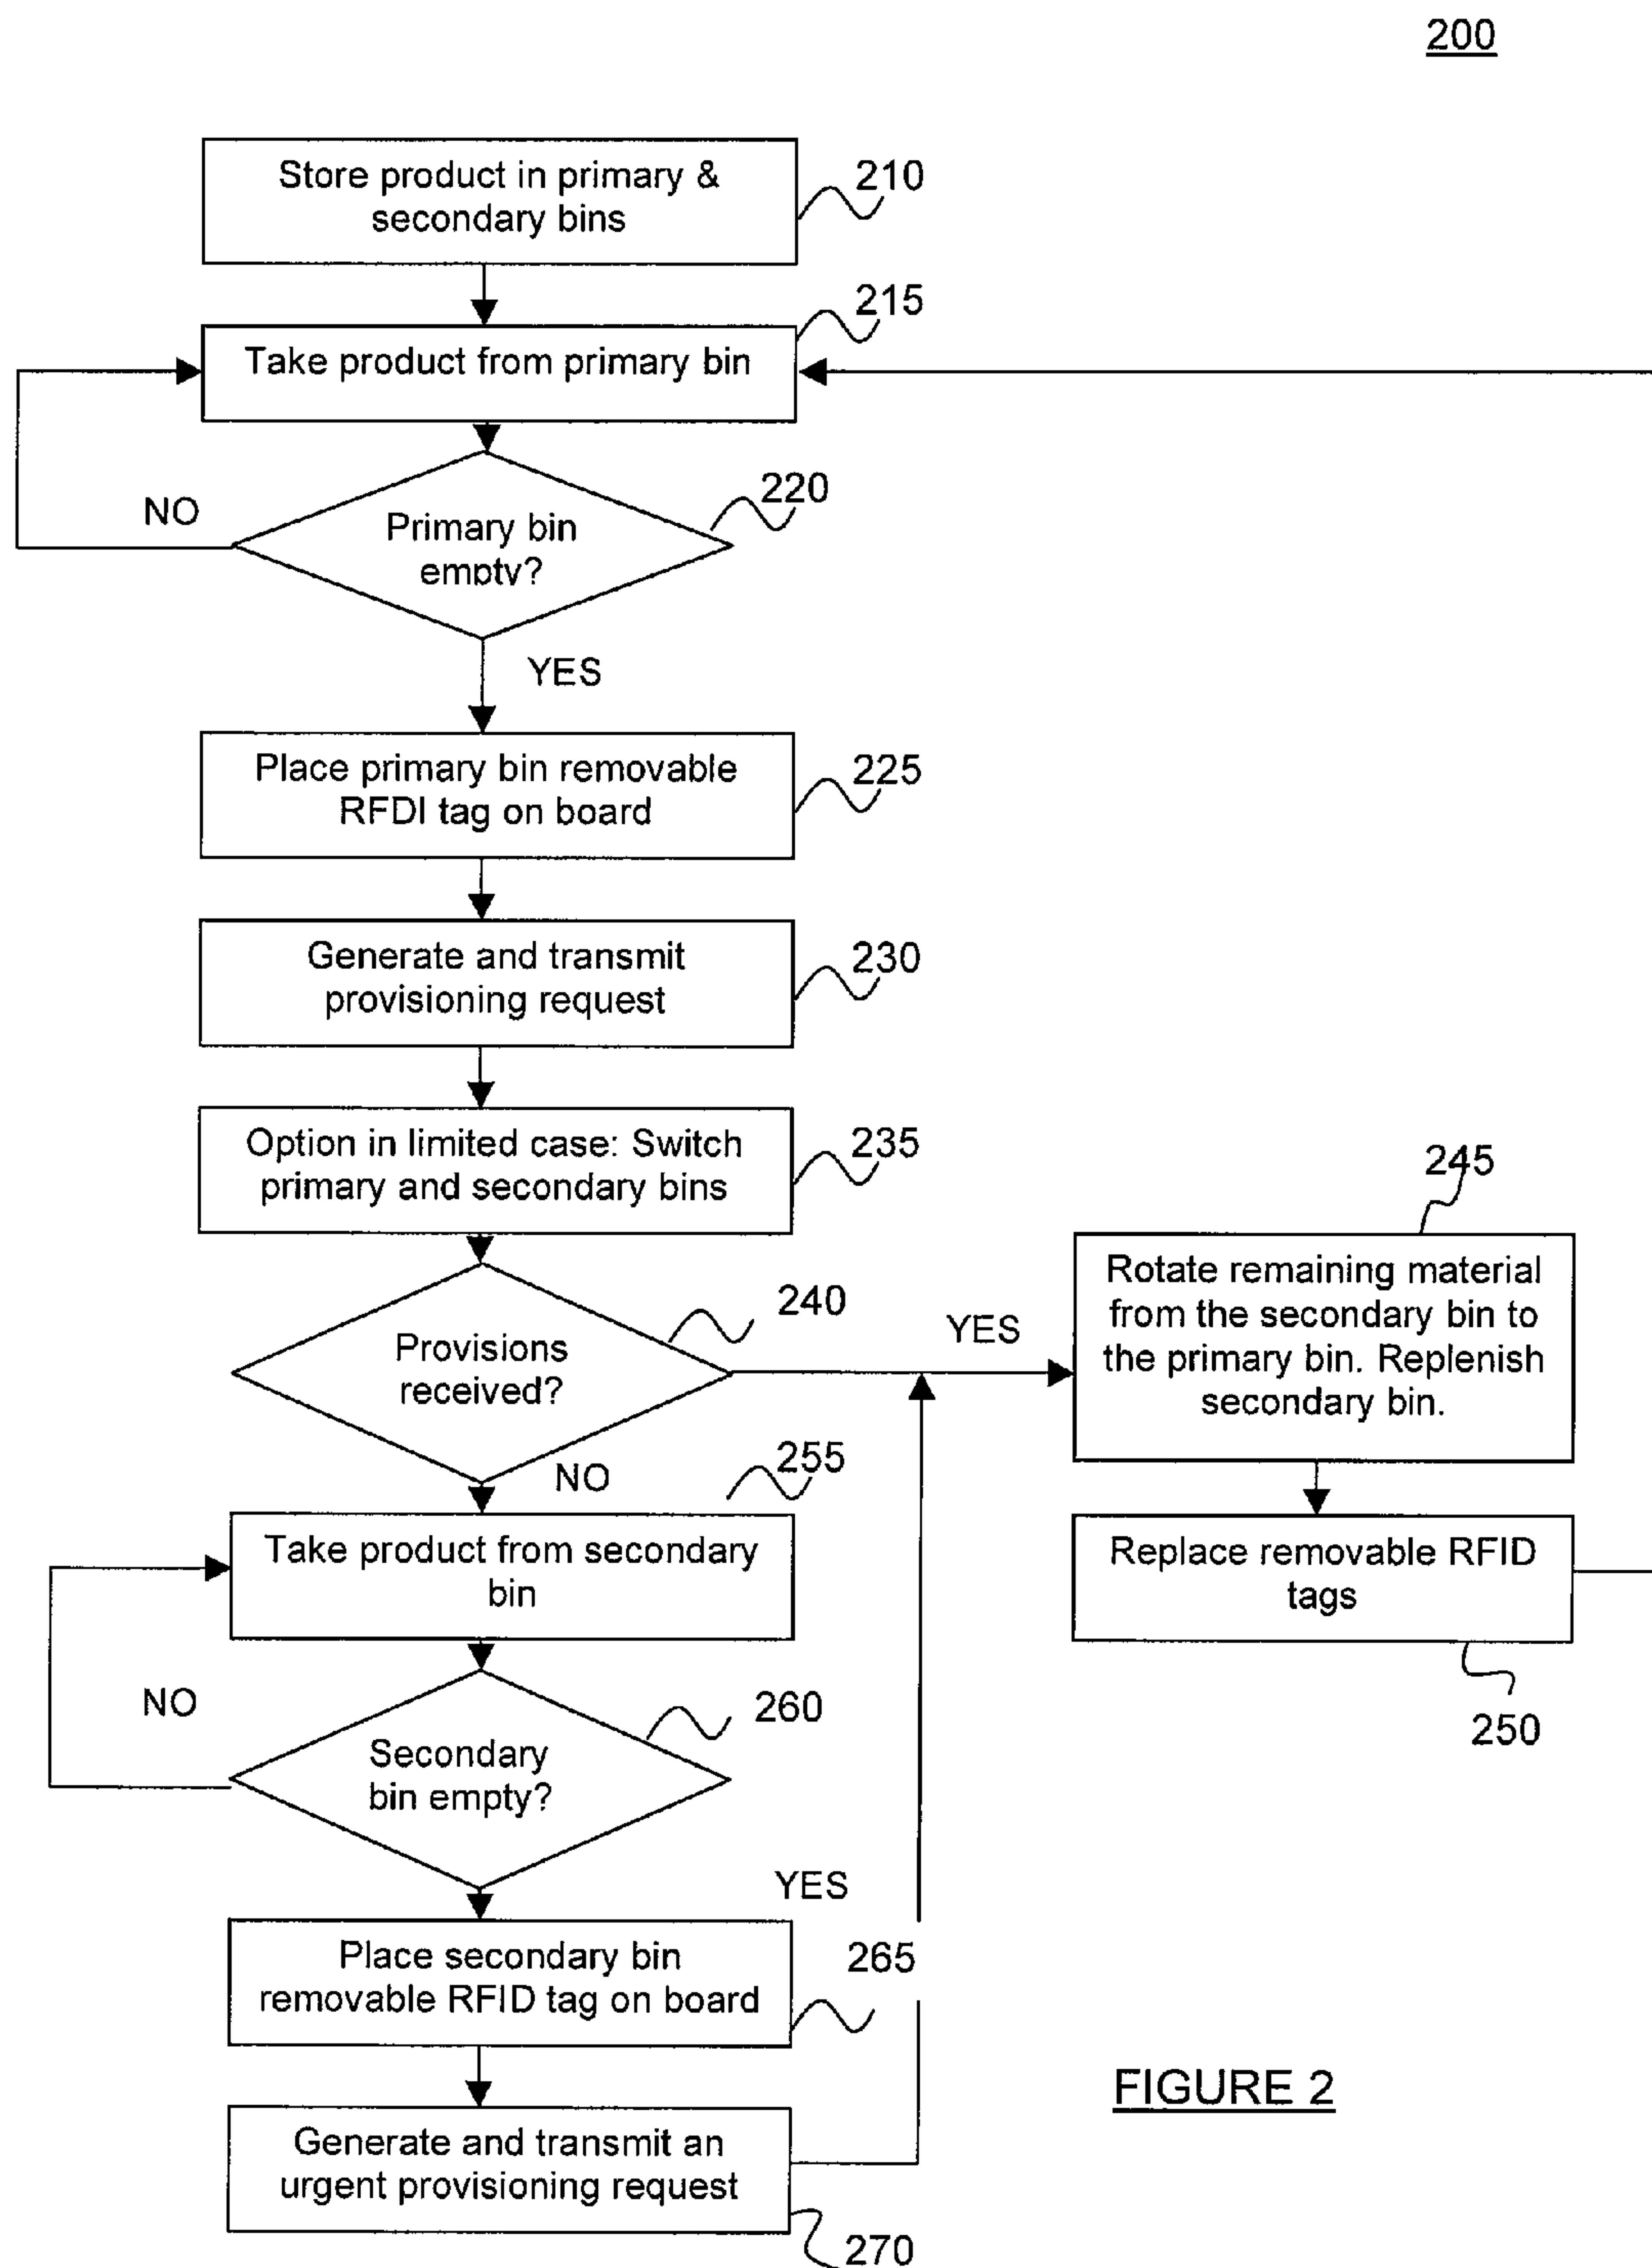 200
Store product in primary &
secondary bins
210
215
Take product from primary bin
220
NO
Primary bin
empty?
YES
Place primary bin removable
RFDI tag on board
225
Generate and transmit
provisioning request
230
Option in limited case: Switch
primary and secondary bins
235
245
Rotate remaining material
from the secondary bin to
the primary bin. Replenish
secondary bin.
240
YES
Provisions
received?
255
NO
Take product from secondary
bin
Replace removable RFID
tags
250
260
NO
Secondary
bin empty?
YES
Place secondary bin
removable RFID tag on board
265
Generate and transmit an
urgent provisioning request
270
FIGURE 2